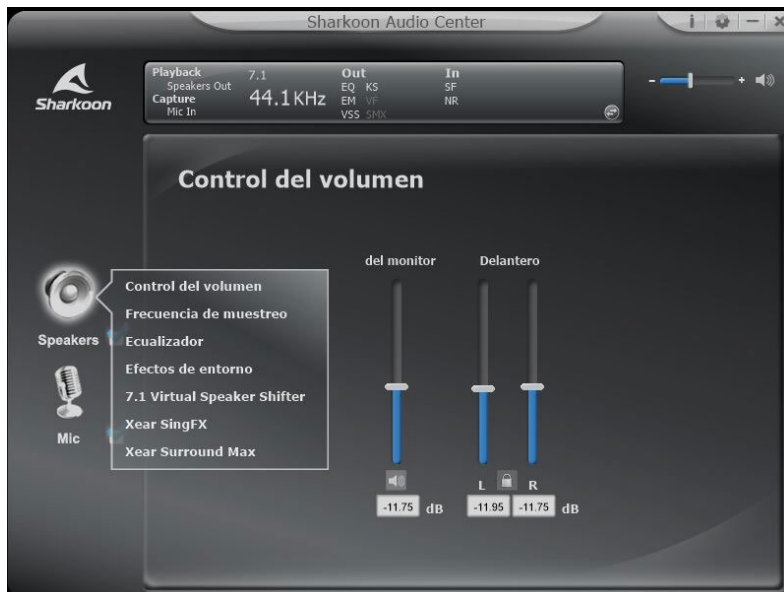 Sharkoon Audio Center
Sharkoon
Playback 7.1
Speakers Out
Capture 44.1KHz
Mic In
Out
EQ KS
EM VF
VSS SMX
In
SF
NR
- +
Control del volumen
Speakers
Mic
Control del volumen
Frecuencia de muestreo
Ecualizador
Efectos de entorno
7.1 Virtual Speaker Shifter
Xear SingFX
Xear Surround Max
del monitor
Delantero
L R
-11.75 dB
-11.95 -11.75 dB